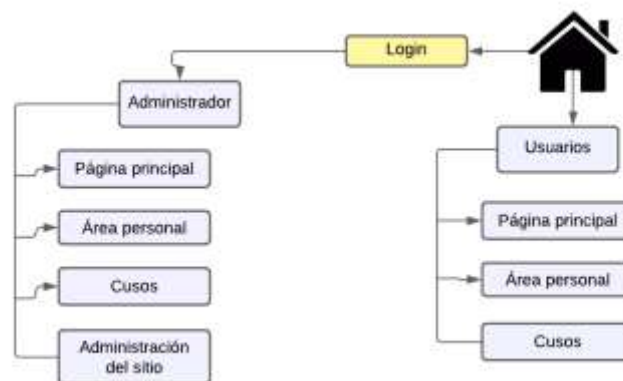 Login
Administrador
Usuarios
Página principal
Área personal
Cusos
Administración
del sitio
Página principal
Área personal
Cusos